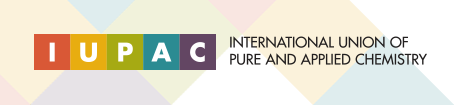 IUPAC
INTERNATIONAL UNION OF
PURE AND APPLIED CHEMISTRY